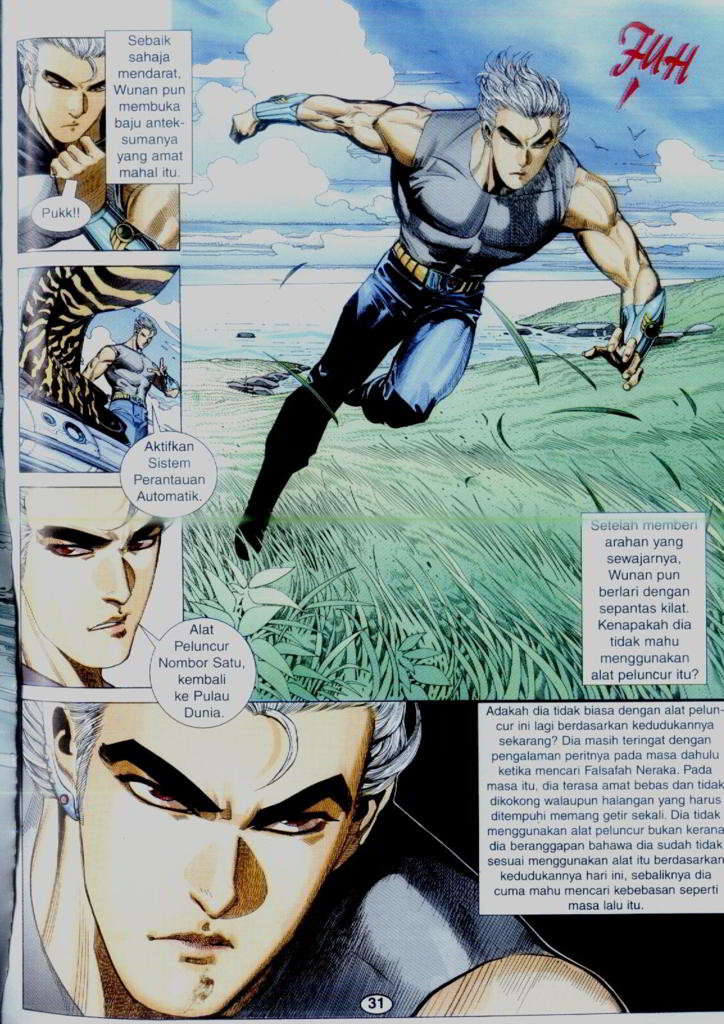 Sebaik
sahaja
mendarat,
Wunan pun
membuka
baju antek-
sumanya
yang amat
mahal itu.
Pukk!!
FUH
Aktifkan
Sistem
Perantauan
Automatik.
Alat
Peluncur
Nombor Satu,
kembali
ke Pulau
Dunia.
Setelah memberi
arahan yang
sewajarnya,
Wunan pun
berlari dengan
sepantas kilat.
Kenapakah dia
tidak mahu
menggunakan
alat peluncur itu?
Adakah dia tidak biasa dengan alat pelun-
cur ini lagi berdasarkan kedudukannya
sekarang? Dia masih teringat dengan
pengalaman peritnya pada masa dahulu
ketika mencari Falsafah Neraka. Pada
masa itu, dia terasa amat bebas dan tidak
dikokong walaupun halangan yang harus
ditempuhi memang getir sekali. Dia tidak
menggunakan alat peluncur bukan kerana
dia beranggapan bahawa dia sudah tidak
sesuai menggunakan alat itu berdasarkan
kedudukannya hari ini, sebaliknya dia
cuma mahu mencari kebebasan seperti
masa lalu itu.
31